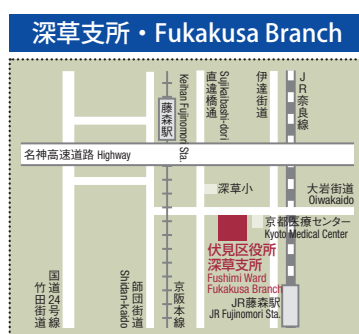 深草支所・Fukakusa Branch
藤森駅
Keihan Fujinomori Sta.
直違橋通
Sujikaibashi-dori
伊達街道
JR奈良線
名神高速道路 Highway
深草小
大岩街道
Oiwakaido
京都医療センター
Kyoto Medical Center
伏見区役所
深草支所
Fushimi Ward
Fukakusa Branch
国道24号線
竹田街道
師団街道
Shidan-kaido
京阪本線
JR藤森駅
JR Fujinomori Sta.